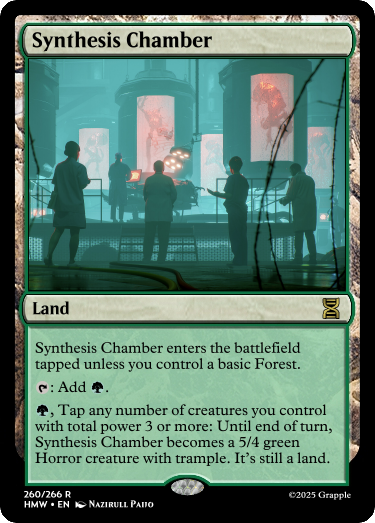 Synthesis Chamber
Land
Synthesis Chamber enters the battlefield
tapped unless you control a basic Forest.
: Add .
, Tap any number of creatures you control
with total power 3 or more: Until end of turn,
Synthesis Chamber becomes a 5/4 green
Horror creature with trample. It's still a land.
260/266 R
HMW • EN Nazirull Paijo
©2025 Grapple